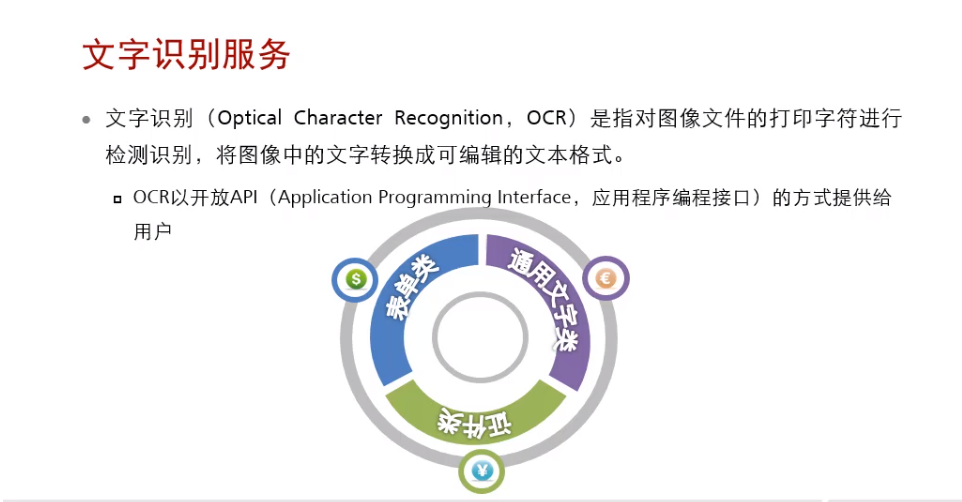 文字识别服务
文字识别（Optical Character Recognition，OCR）是指对图像文件的打印字符进行
检测识别，将图像中的文字转换成可编辑的文本格式。
OCR以开放API（Application Programming Interface，应用程序编程接口）的方式提供给
用户
表单类
通用文字类
$
€
证件类
¥